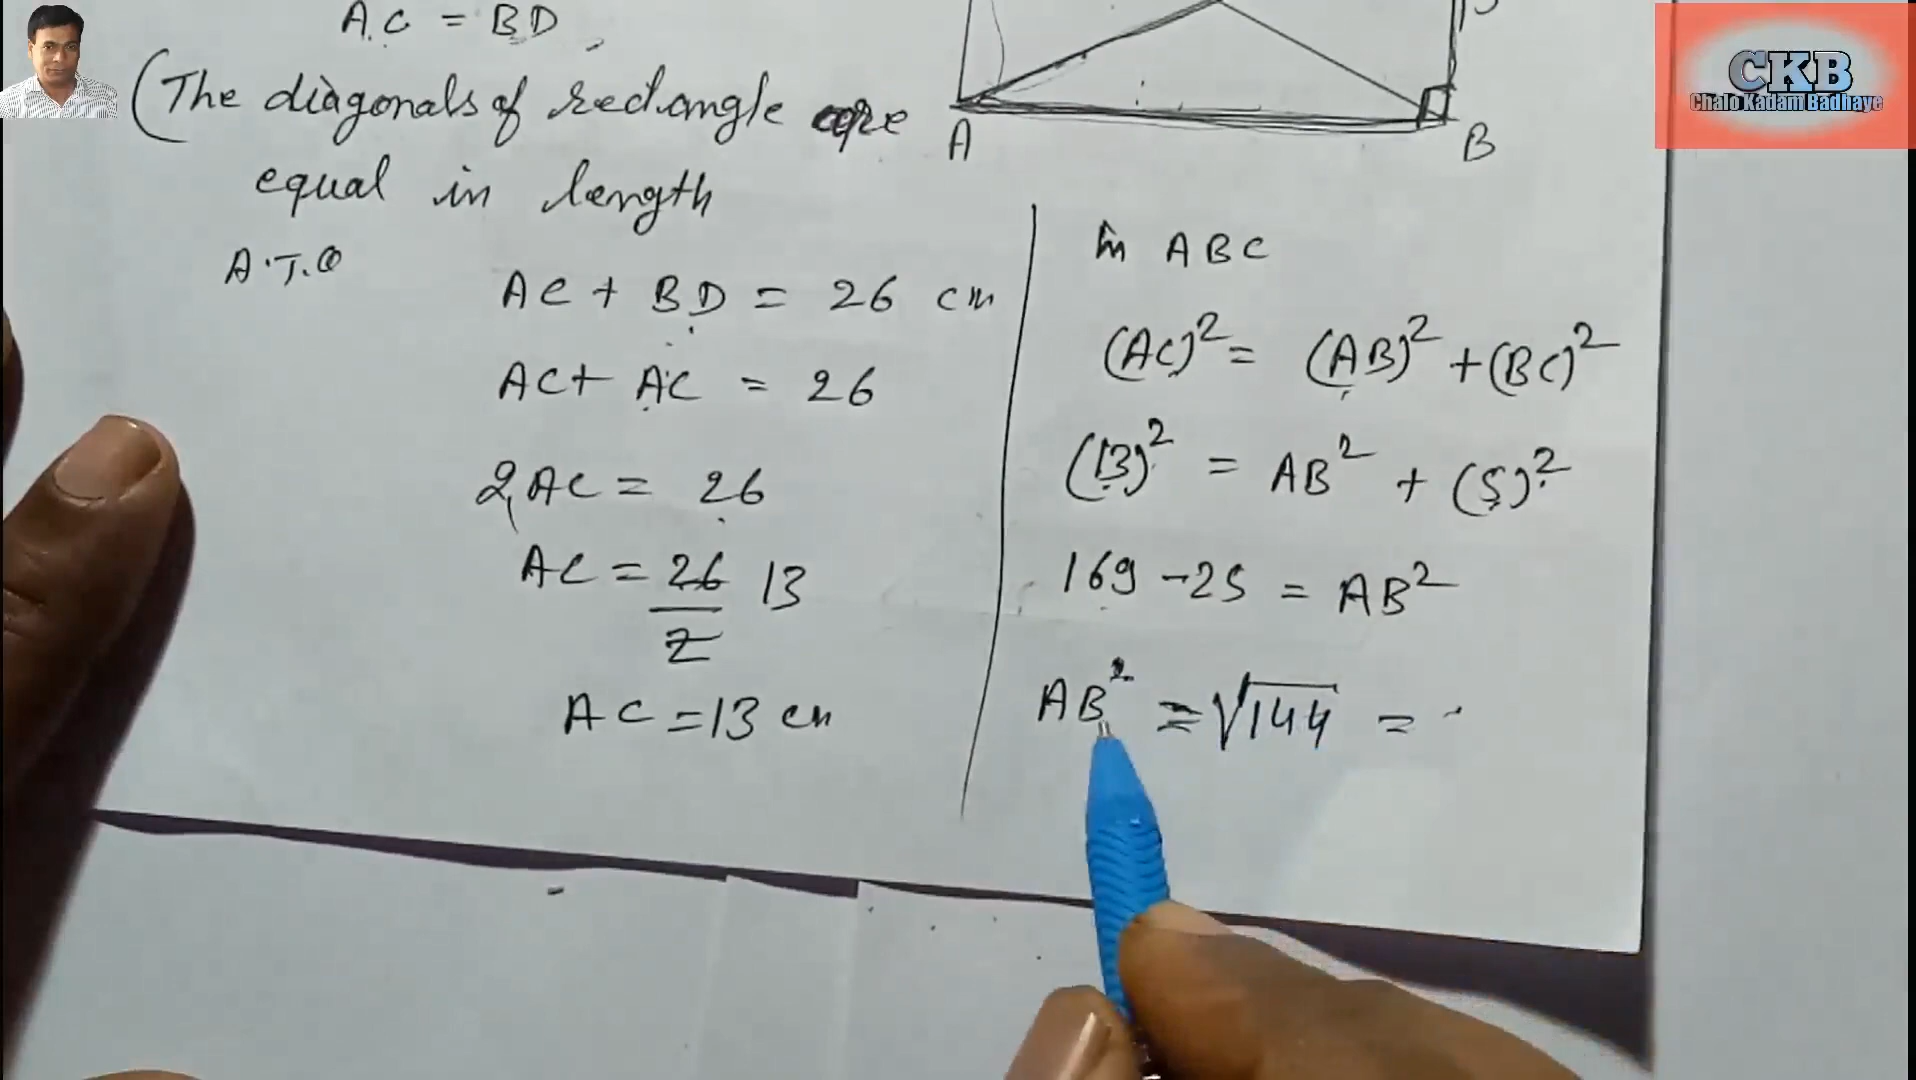 A.C = BD
(The diagonals of rectangle are
equal in length
A.T.Q
AC + BD = 26 cm
AC + AC = 26
2AC = 26
AC = 26/2 13
AC = 13 cm
A
B
In ABC
(AC)² = (AB)² + (BC)²
(13)² = AB² + (5)²
169 - 25 = AB²
AB² = √144 =
CKB
Chalo Kadam Badhaye